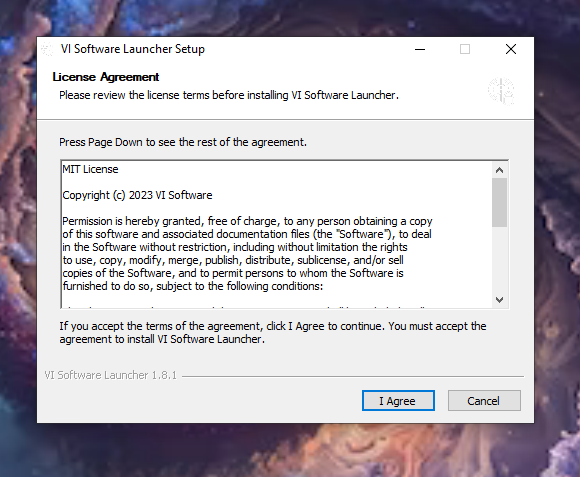 VI Software Launcher Setup
License Agreement
Please review the license terms before installing VI Software Launcher.
Press Page Down to see the rest of the agreement.
MIT License
Copyright (c) 2023 VI Software
Permission is hereby granted, free of charge, to any person obtaining a copy
of this software and associated documentation files (the "Software"), to deal
in the Software without restriction, including without limitation the rights
to use, copy, modify, merge, publish, distribute, sublicense, and/or sell
copies of the Software, and to permit persons to whom the Software is
furnished to do so, subject to the following conditions:
If you accept the terms of the agreement, click I Agree to continue. You must accept the
agreement to install VI Software Launcher.
VI Software Launcher 1.8.1
I Agree
Cancel